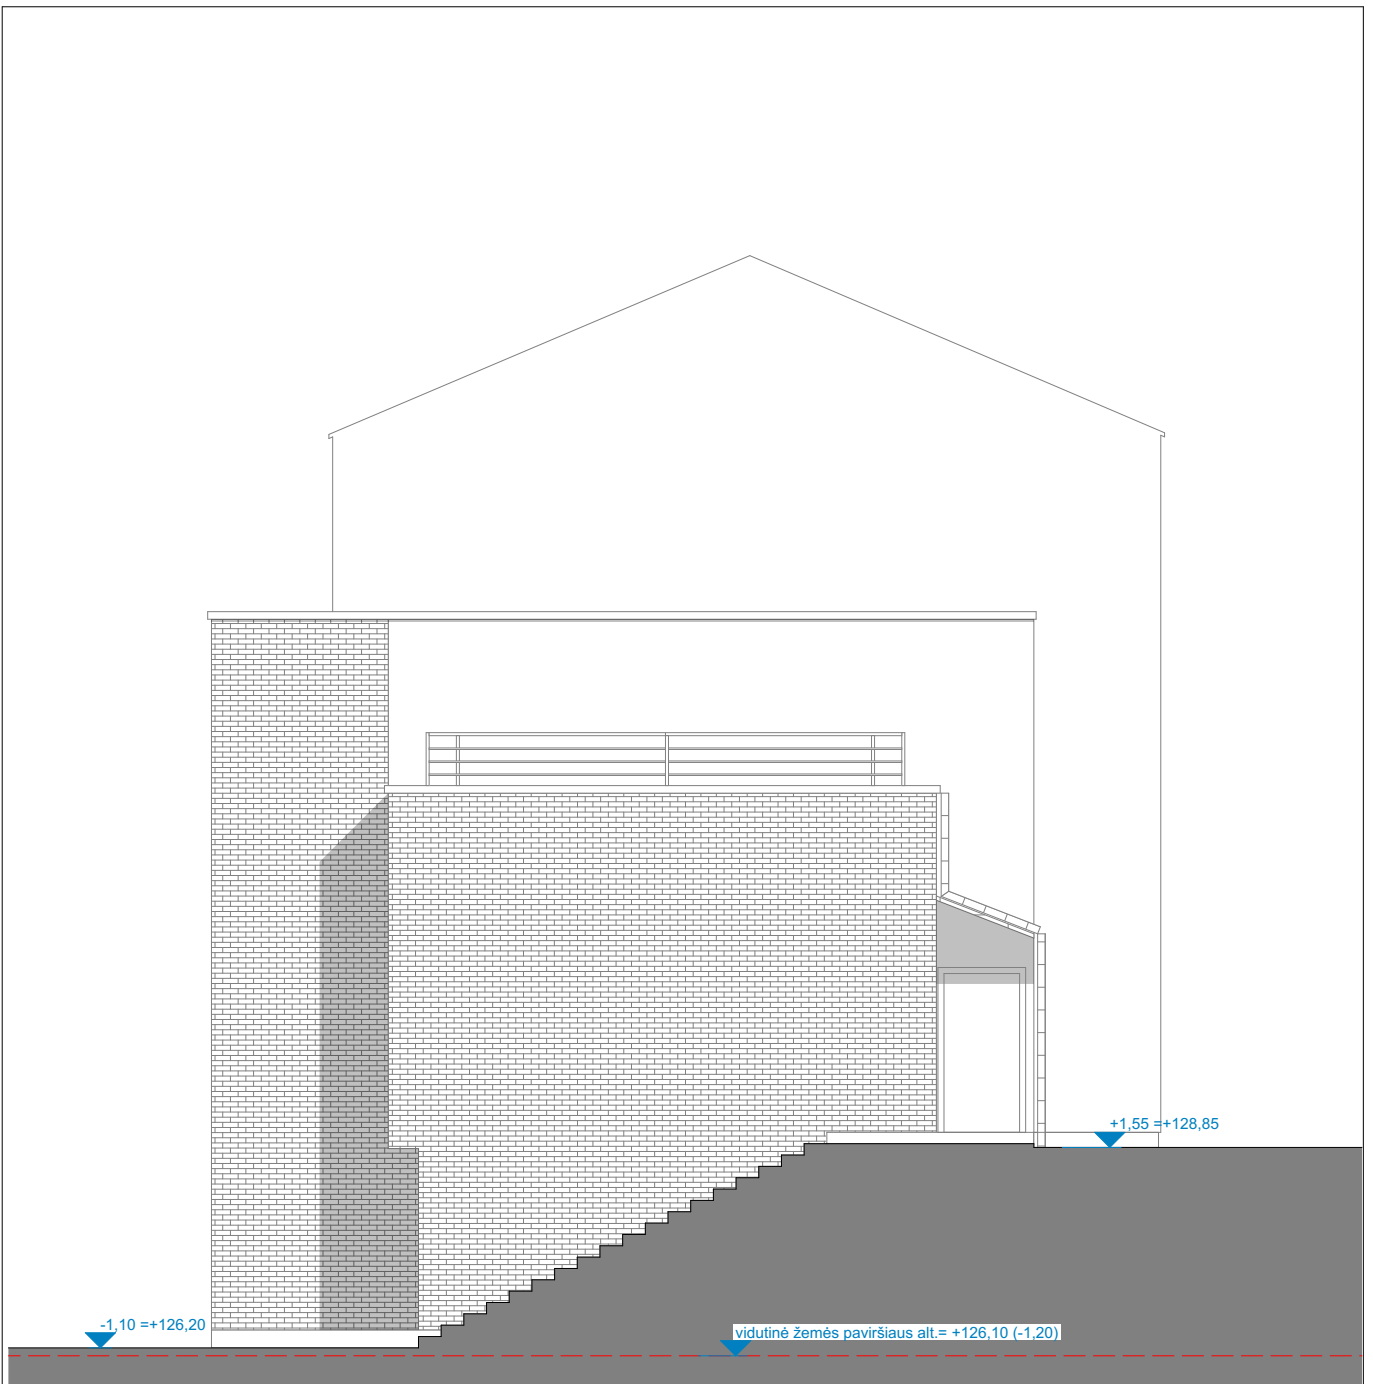 +1,55 =+128,85
-1,10 =+126,20
vidutinė žemės paviršiaus alt.= +126,10 (-1,20)